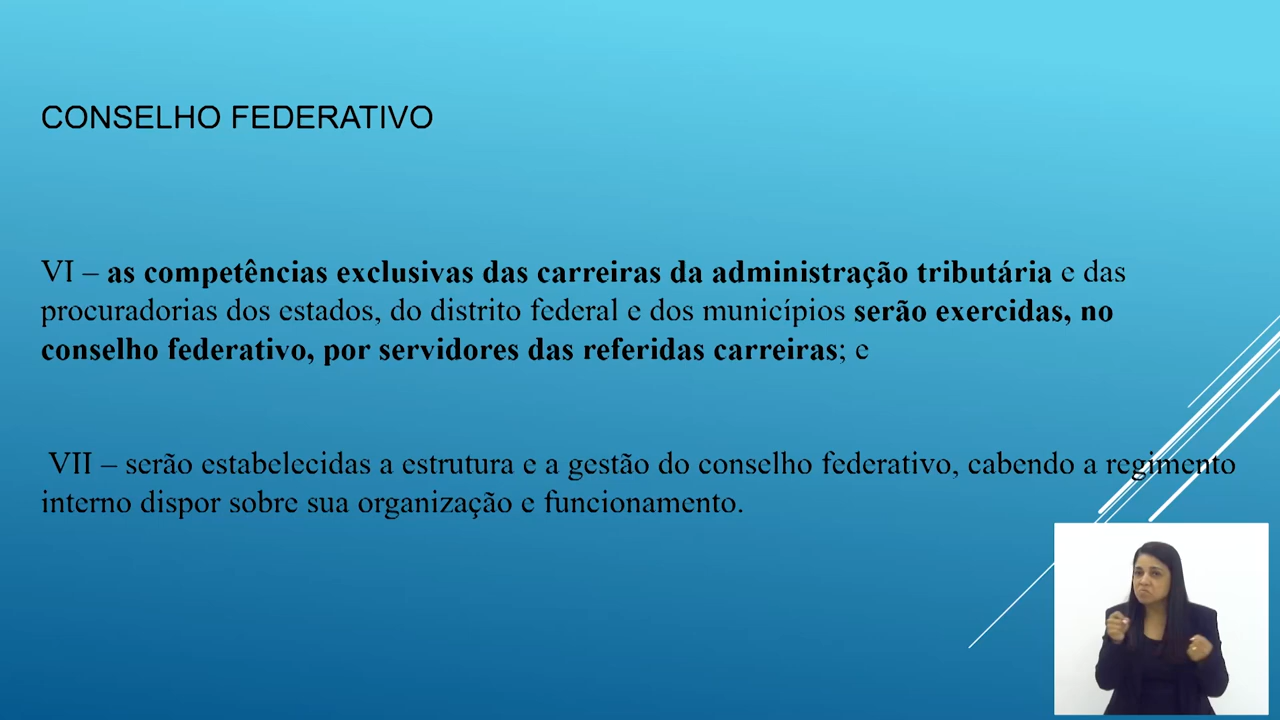 CONSELHO FEDERATIVO
VI – as competências exclusivas das carreiras da administração tributária e das
procuradorias dos estados, do distrito federal e dos municípios serão exercidas, no
conselho federativo, por servidores das referidas carreiras; e
VII – serão estabelecidas a estrutura e a gestão do conselho federativo, cabendo a regimento
interno dispor sobre sua organização e funcionamento.